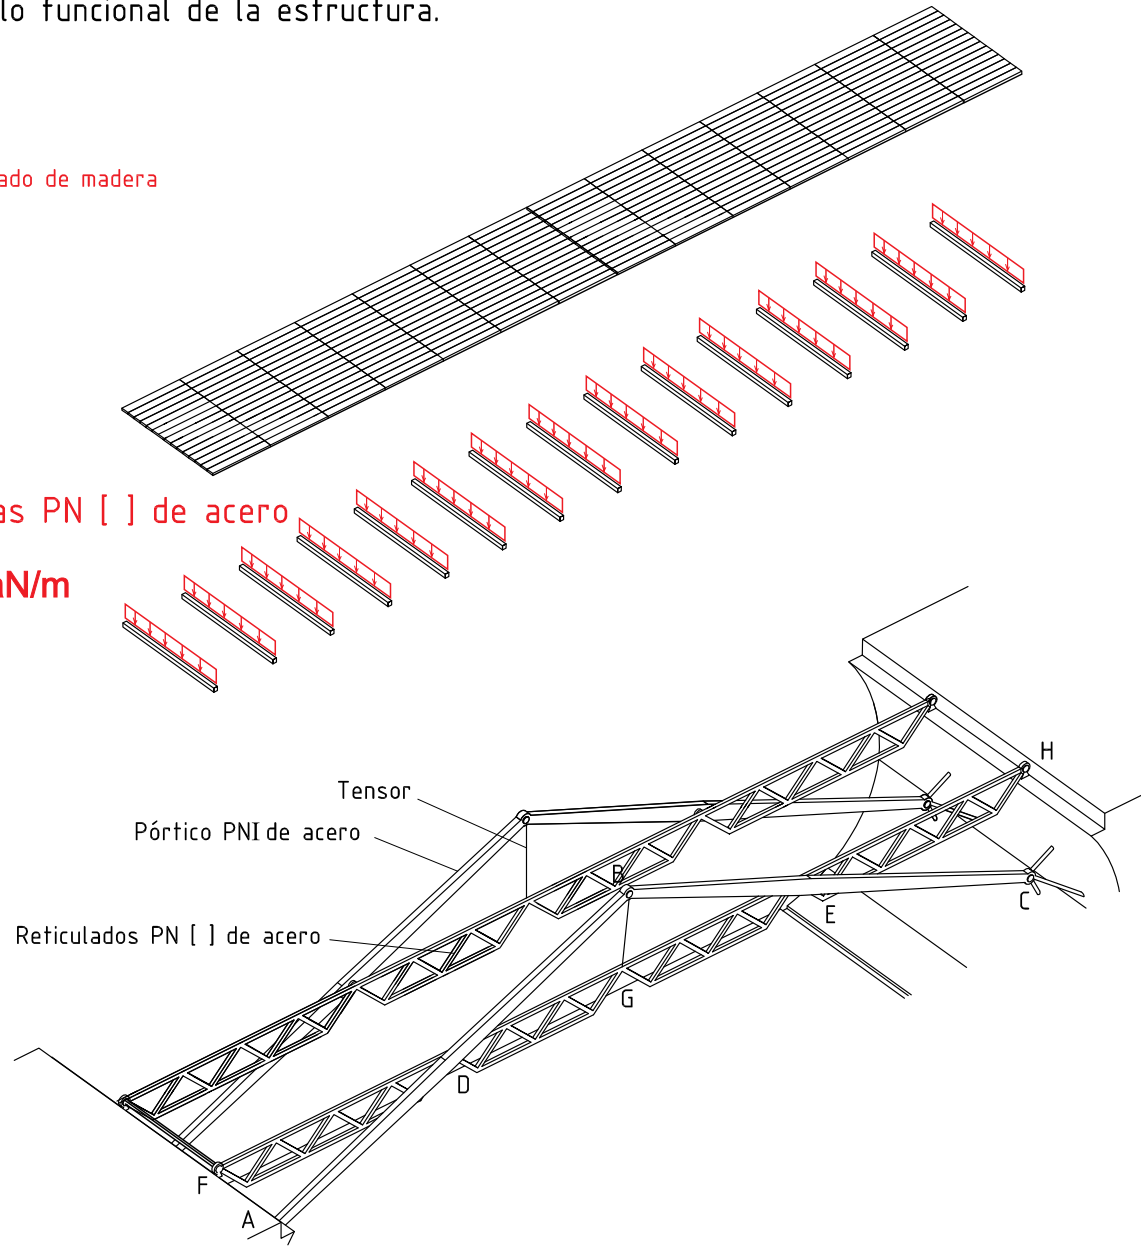 lo funcional de la estructura.
ado de madera
as PN [ ] de acero
N/m
H
Tensor
Pórtico PNI de acero
B
C
E
Reticulados PN [ ] de acero
G
D
F
A